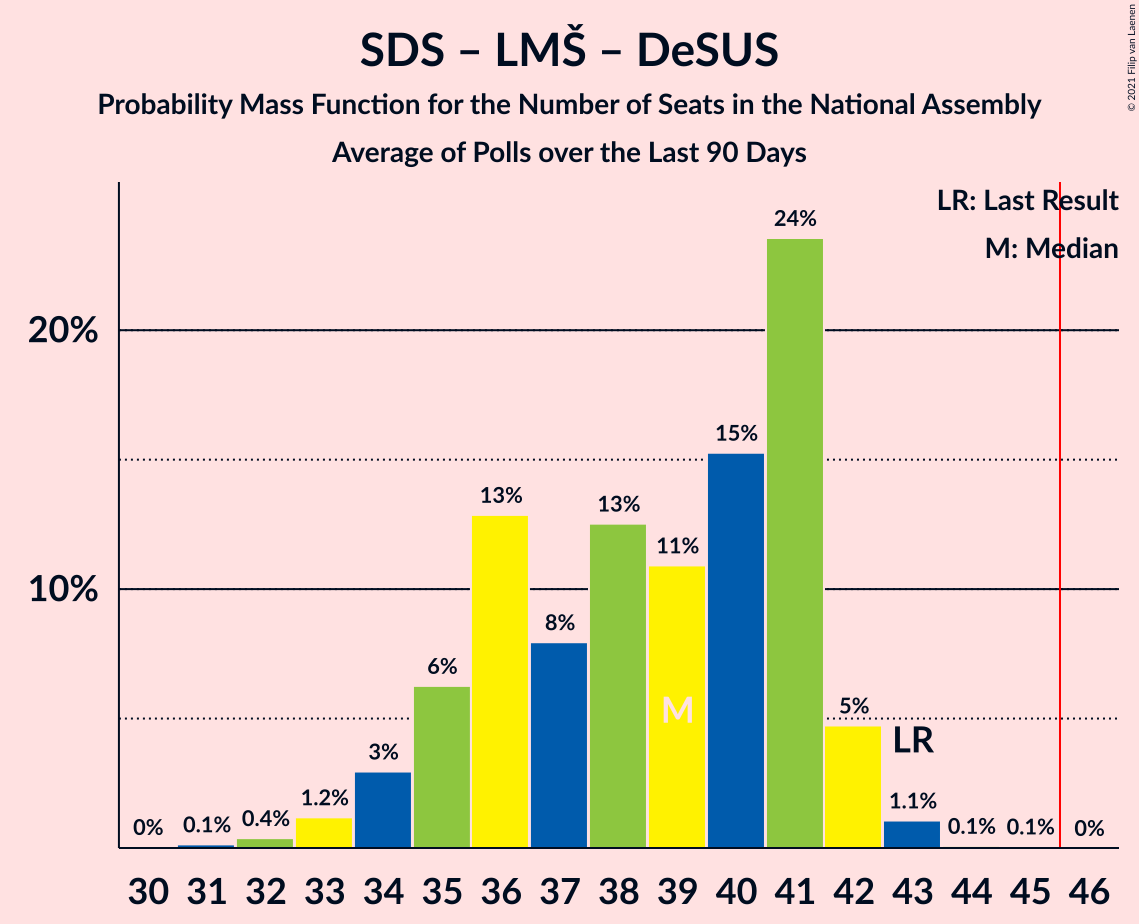 SDS – LMŠ – DeSUS
Probability Mass Function for the Number of Seats in the National Assembly
Average of Polls over the Last 90 Days
© 2021 Filip van Laenen
LR: Last Result
M: Median
20%
10%
0%
0.1%
0.4%
1.2%
3%
6%
13%
8%
13%
11%
15%
24%
5%
1.1%
0.1%
0.1%
0%
M
LR
30 31 32 33 34 35 36 37 38 39 40 41 42 43 44 45 46